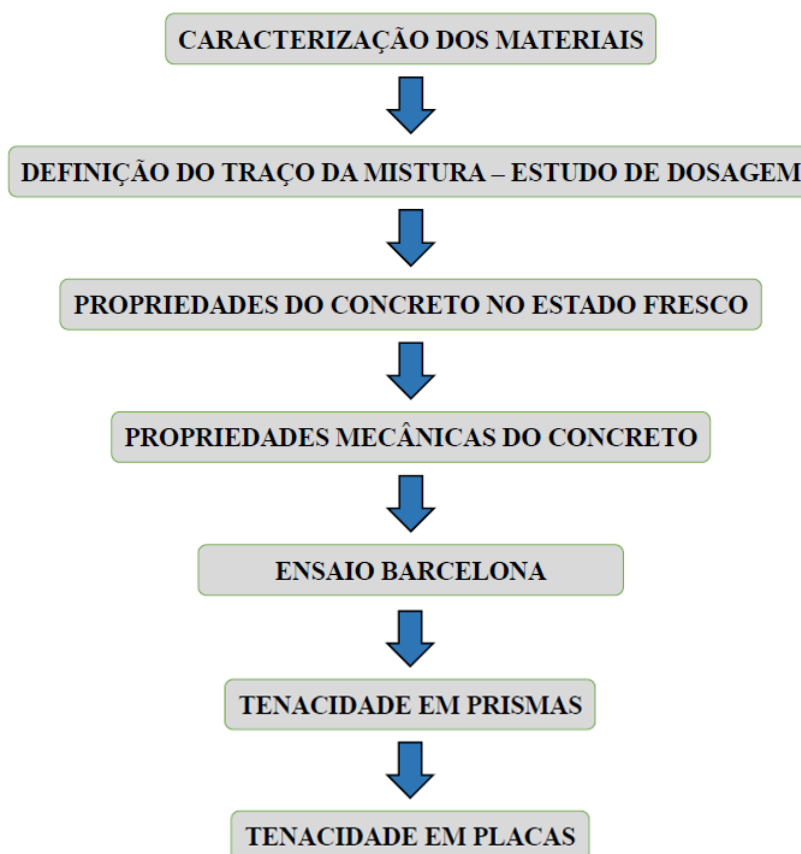 CARACTERIZAÇÃO DOS MATERIAIS
DEFINIÇÃO DO TRAÇO DA MISTURA – ESTUDO DE DOSAGEM
PROPRIEDADES DO CONCRETO NO ESTADO FRESCO
PROPRIEDADES MECÂNICAS DO CONCRETO
ENSAIO BARCELONA
TENACIDADE EM PRISMAS
TENACIDADE EM PLACAS